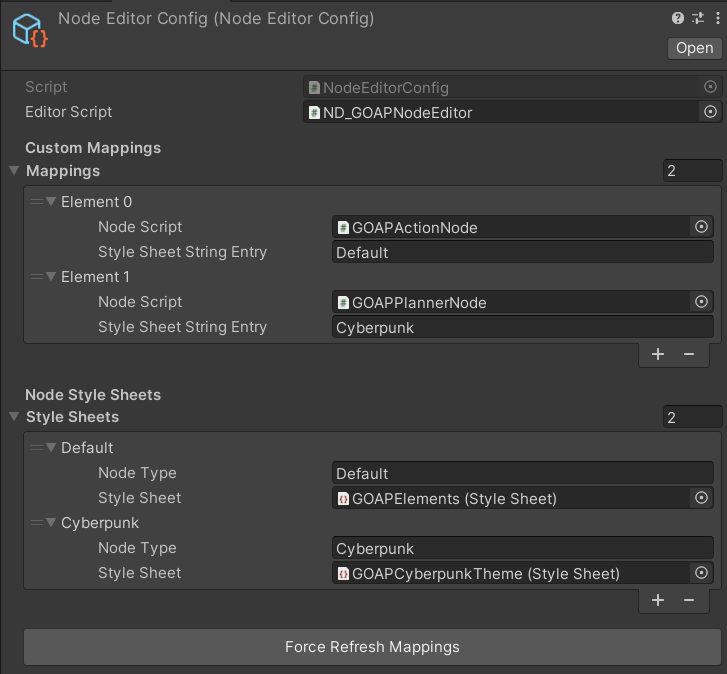 Node Editor Config (Node Editor Config)
Open
Script NodeEditorConfig
Editor Script ND_GOAPNodeEditor
Custom Mappings
Mappings 2
Element 0
Node Script GOAPActionNode
Style Sheet String Entry Default
Element 1
Node Script GOAPPlannerNode
Style Sheet String Entry Cyberpunk
+ −
Node Style Sheets
Style Sheets 2
Default
Node Type Default
Style Sheet GOAPElements (Style Sheet)
Cyberpunk
Node Type Cyberpunk
Style Sheet GOAPCyberpunkTheme (Style Sheet)
+ −
Force Refresh Mappings